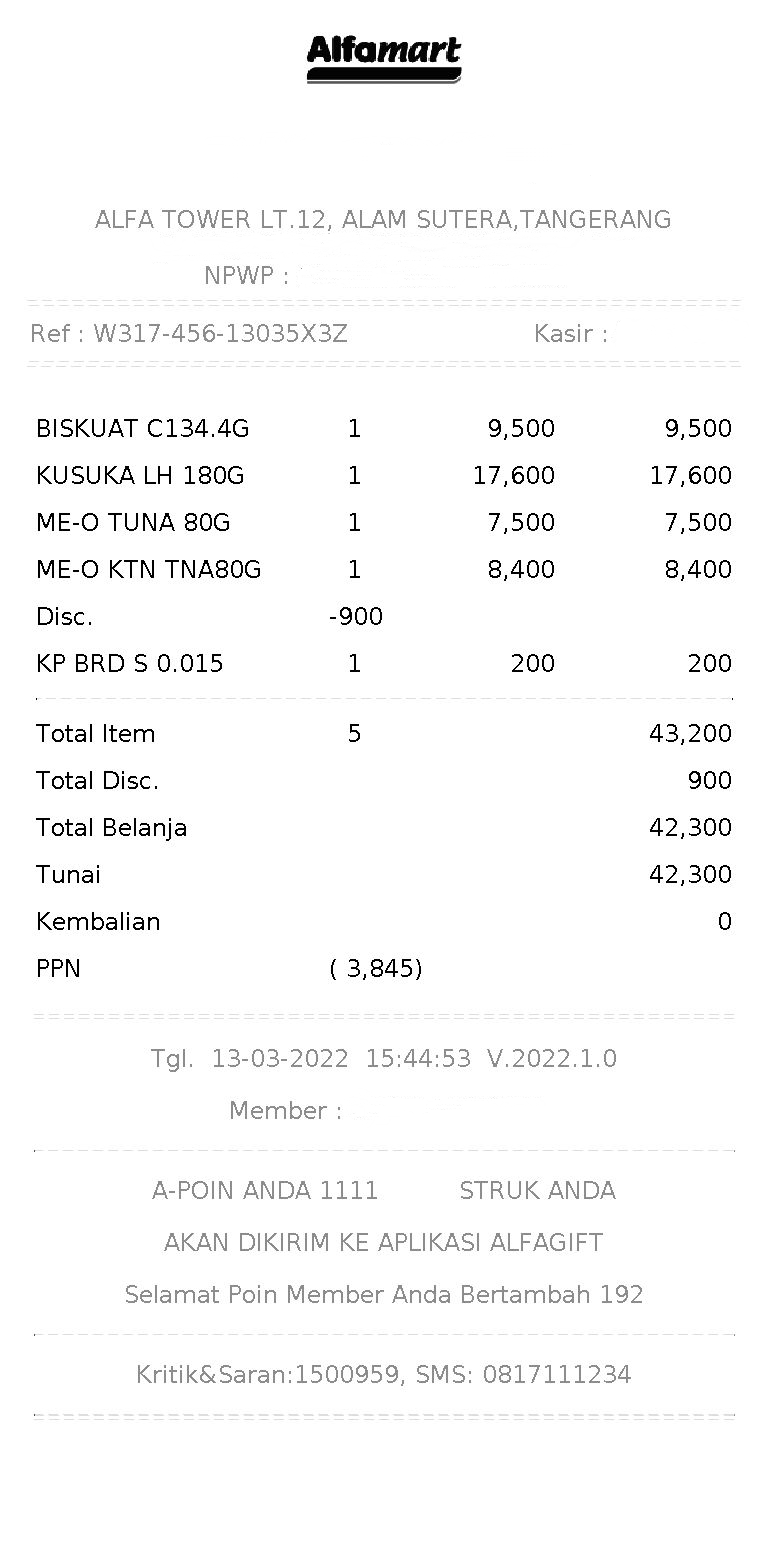 Alfamart
ALFA TOWER LT.12, ALAM SUTERA,TANGERANG
NPWP :
Ref : W317-456-13035X3Z Kasir :
BISKUAT C134.4G 1 9,500 9,500
KUSUKA LH 180G 1 17,600 17,600
ME-O TUNA 80G 1 7,500 7,500
ME-O KTN TNA80G 1 8,400 8,400
Disc. -900
KP BRD S 0.015 1 200 200
Total Item 5 43,200
Total Disc. 900
Total Belanja 42,300
Tunai 42,300
Kembalian 0
PPN ( 3,845)
Tgl. 13-03-2022 15:44:53 V.2022.1.0
Member :
A-POIN ANDA 1111 STRUK ANDA
AKAN DIKIRIM KE APLIKASI ALFAGIFT
Selamat Poin Member Anda Bertambah 192
Kritik&Saran:1500959, SMS: 0817111234